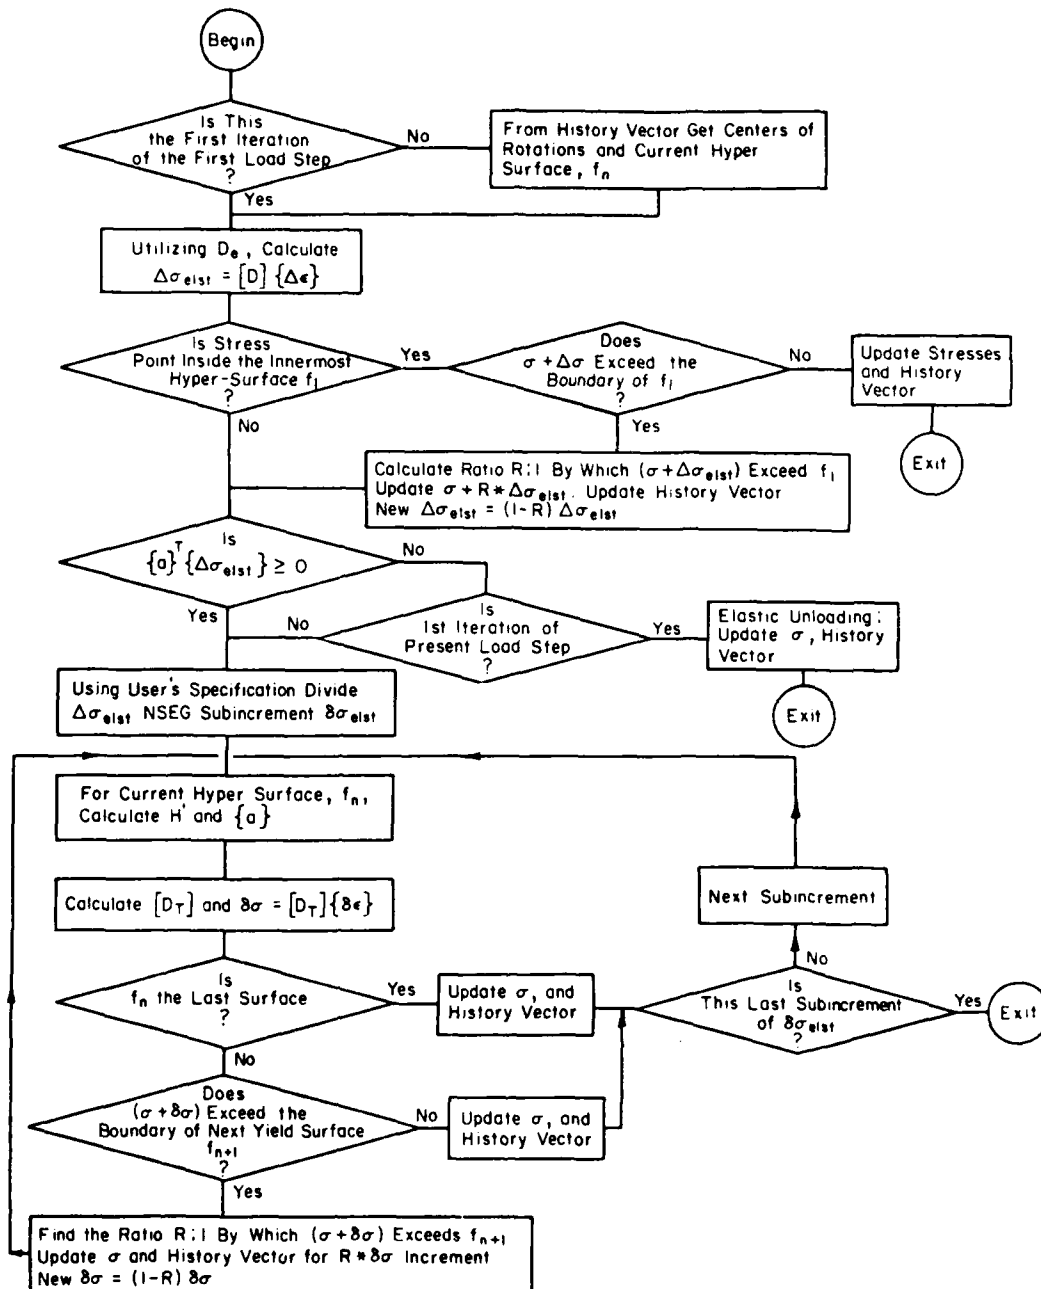 Begin
Is This
the First Iteration
of the First Load Step
?
No
From History Vector Get Centers of
Rotations and Current Hyper
Surface, fn
Yes
Utilizing De, Calculate
Δσelst = [D] {Δϵ}
Is Stress
Point Inside the Innermost
Hyper-Surface f1
?
Yes
Does
σ + Δσ Exceed the
Boundary of f1
?
No
Update Stresses
and History
Vector
Exit
No
Yes
Calculate Ratio R:1 By Which (σ + Δσelst) Exceed f1
Update σ + R * Δσelst. Update History Vector
New Δσelst = (1-R) Δσelst
Is
{a}ᵀ {Δσelst} ≥ 0
No
Yes
Is
1st Iteration of
Present Load Step
?
No
Yes
Elastic Unloading:
Update σ, History
Vector
Exit
Using User's Specification Divide
Δσelst NSEG Subincrement δσelst
For Current Hyper Surface, fn,
Calculate H' and {a}
Calculate [DT] and δσ = [DT]{δϵ}
Next Subincrement
Is
fn the Last Surface
?
Yes
Update σ, and
History Vector
No
Is
This Last Subincrement
of δσelst
?
Yes
Exit
No
Does
(σ + δσ) Exceed the
Boundary of Next Yield Surface
fn+1
?
No
Update σ, and
History Vector
Yes
Find the Ratio R:1 By Which (σ + δσ) Exceeds fn+1
Update σ and History Vector for R * δσ Increment
New δσ = (1-R) δσ